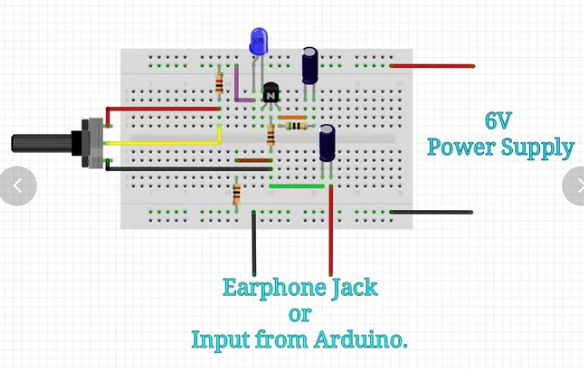 6V
Power Supply
N
Earphone Jack
or
Input from Arduino.